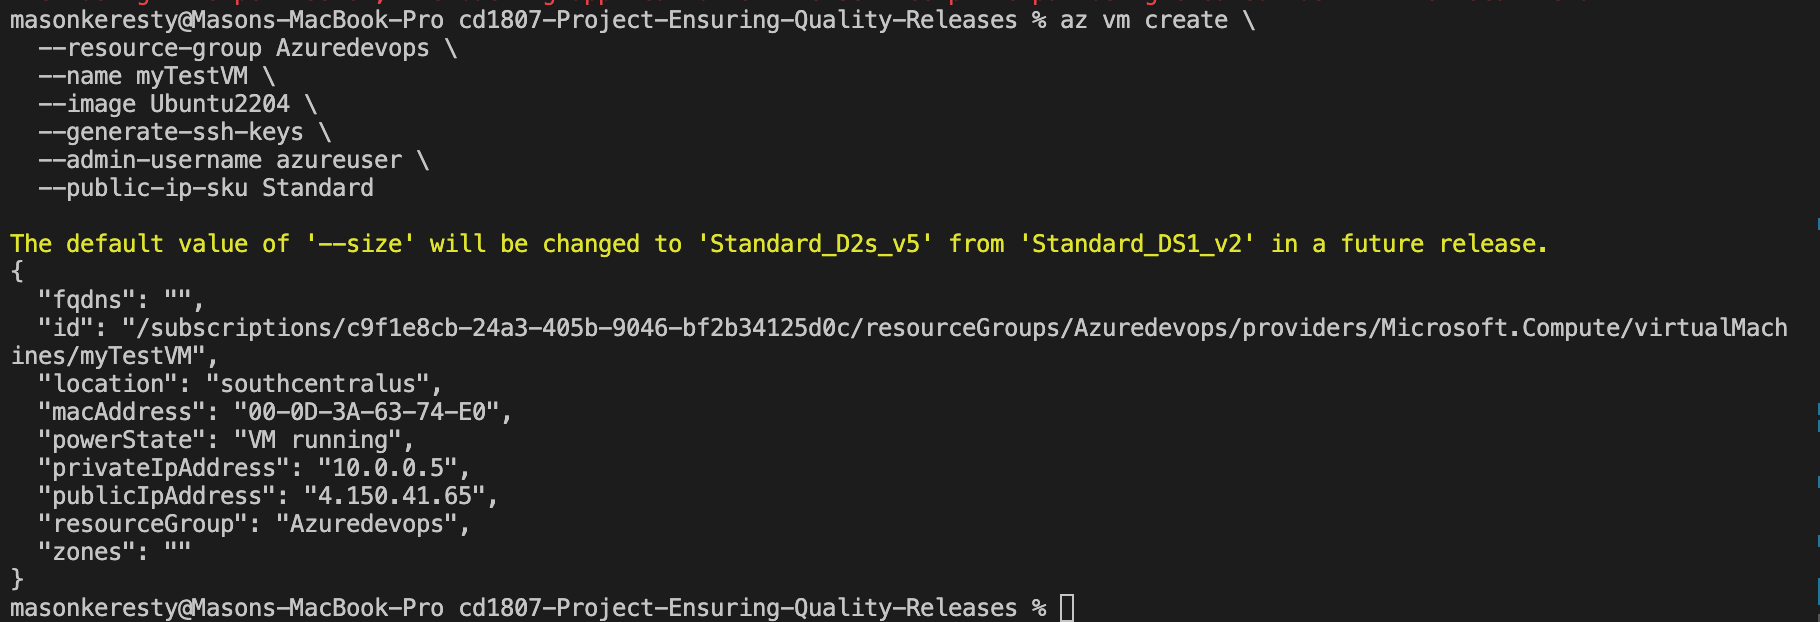 masonkeresty@Masons-MacBook-Pro cd1807-Project-Ensuring-Quality-Releases % az vm create \
  --resource-group Azuredevops \
  --name myTestVM \
  --image Ubuntu2204 \
  --generate-ssh-keys \
  --admin-username azureuser \
  --public-ip-sku Standard

The default value of '--size' will be changed to 'Standard_D2s_v5' from 'Standard_DS1_v2' in a future release.
{
  "fqdns": "",
  "id": "/subscriptions/c9f1e8cb-24a3-405b-9046-bf2b34125d0c/resourceGroups/Azuredevops/providers/Microsoft.Compute/virtualMach
ines/myTestVM",
  "location": "southcentralus",
  "macAddress": "00-0D-3A-63-74-E0",
  "powerState": "VM running",
  "privateIpAddress": "10.0.0.5",
  "publicIpAddress": "4.150.41.65",
  "resourceGroup": "Azuredevops",
  "zones": ""
}
masonkeresty@Masons-MacBook-Pro cd1807-Project-Ensuring-Quality-Releases %